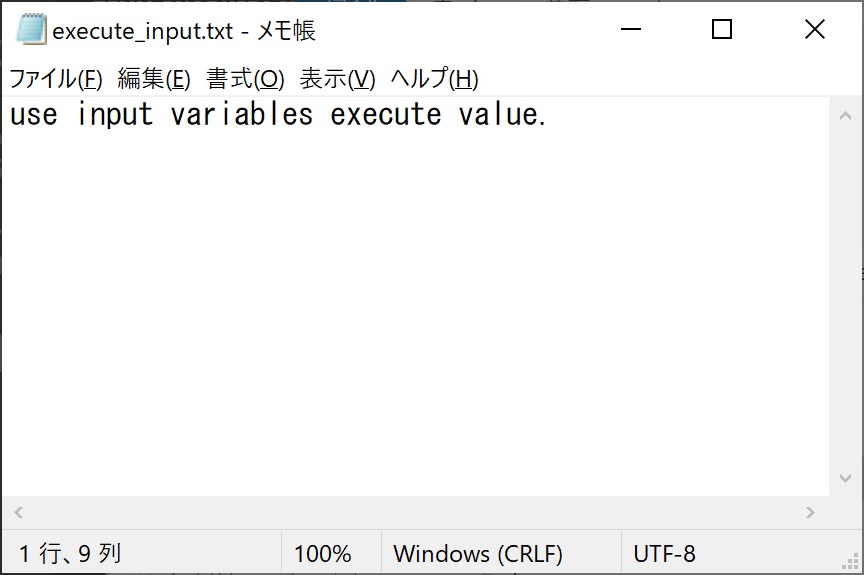 execute_input.txt - メモ帳
ファイル(F) 編集(E) 書式(O) 表示(V) ヘルプ(H)
use input variables execute value.
1 行、9 列 100% Windows (CRLF) UTF-8